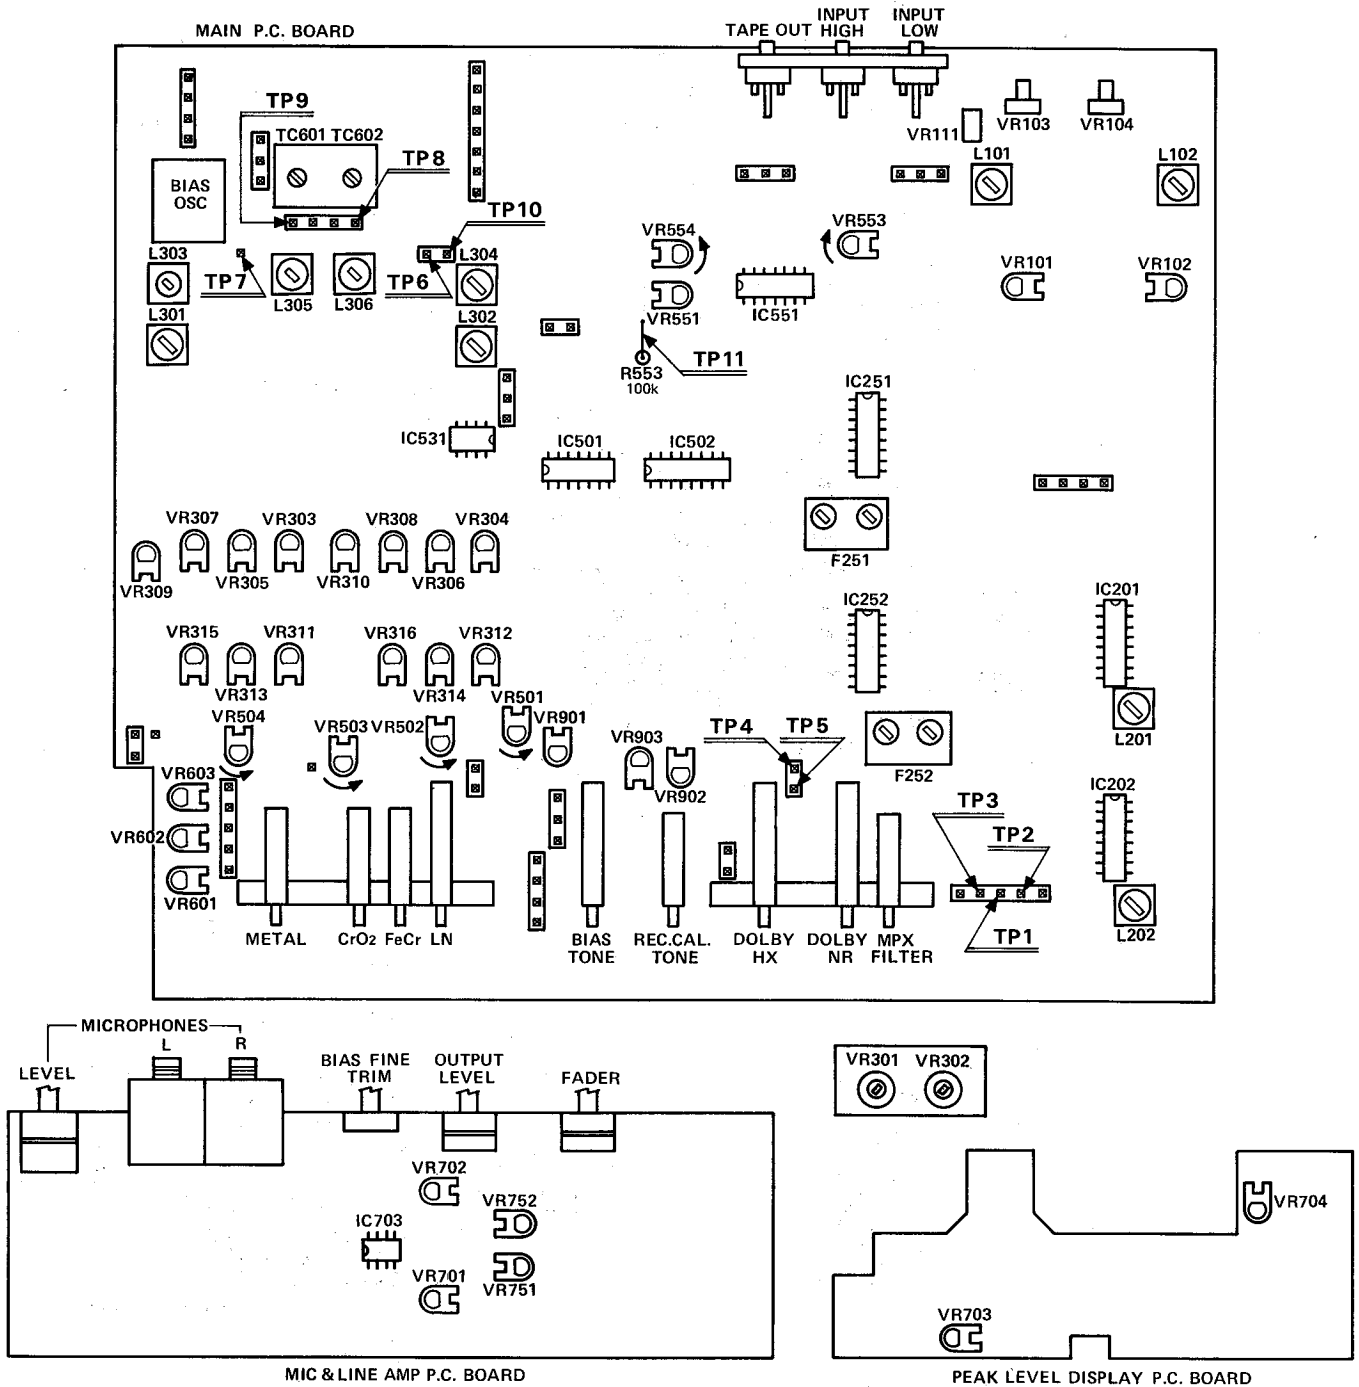 MAIN P.C. BOARD
TAPE OUT
INPUT HIGH
INPUT LOW
TP9
TC601 TC602
VR111
VR103
VR104
BIAS OSC
TP8
L101
L102
TP10
L303
VR554
VR553
L304
TP7
L305
L306
TP6
VR101
VR102
L301
L302
VR551
IC551
TP11
R553
100k
IC251
IC531
IC501
IC502
VR307
VR303
VR308
VR304
F251
VR309
VR305
VR310
VR306
IC252
IC201
VR315
VR311
VR316
VR312
VR313
VR314
VR501
VR504
VR503
VR502
VR901
VR903
TP4
TP5
L201
VR603
VR902
F252
IC202
TP3
VR602
TP2
VR601
METAL
CrO2
FeCr
LN
BIAS TONE
REC.CAL. TONE
DOLBY HX
DOLBY NR
MPX FILTER
TP1
L202
MICROPHONES
L
R
LEVEL
BIAS FINE TRIM
OUTPUT LEVEL
FADER
VR301
VR302
VR702
VR752
IC703
VR701
VR751
VR704
VR703
MIC & LINE AMP P.C. BOARD
PEAK LEVEL DISPLAY P.C. BOARD